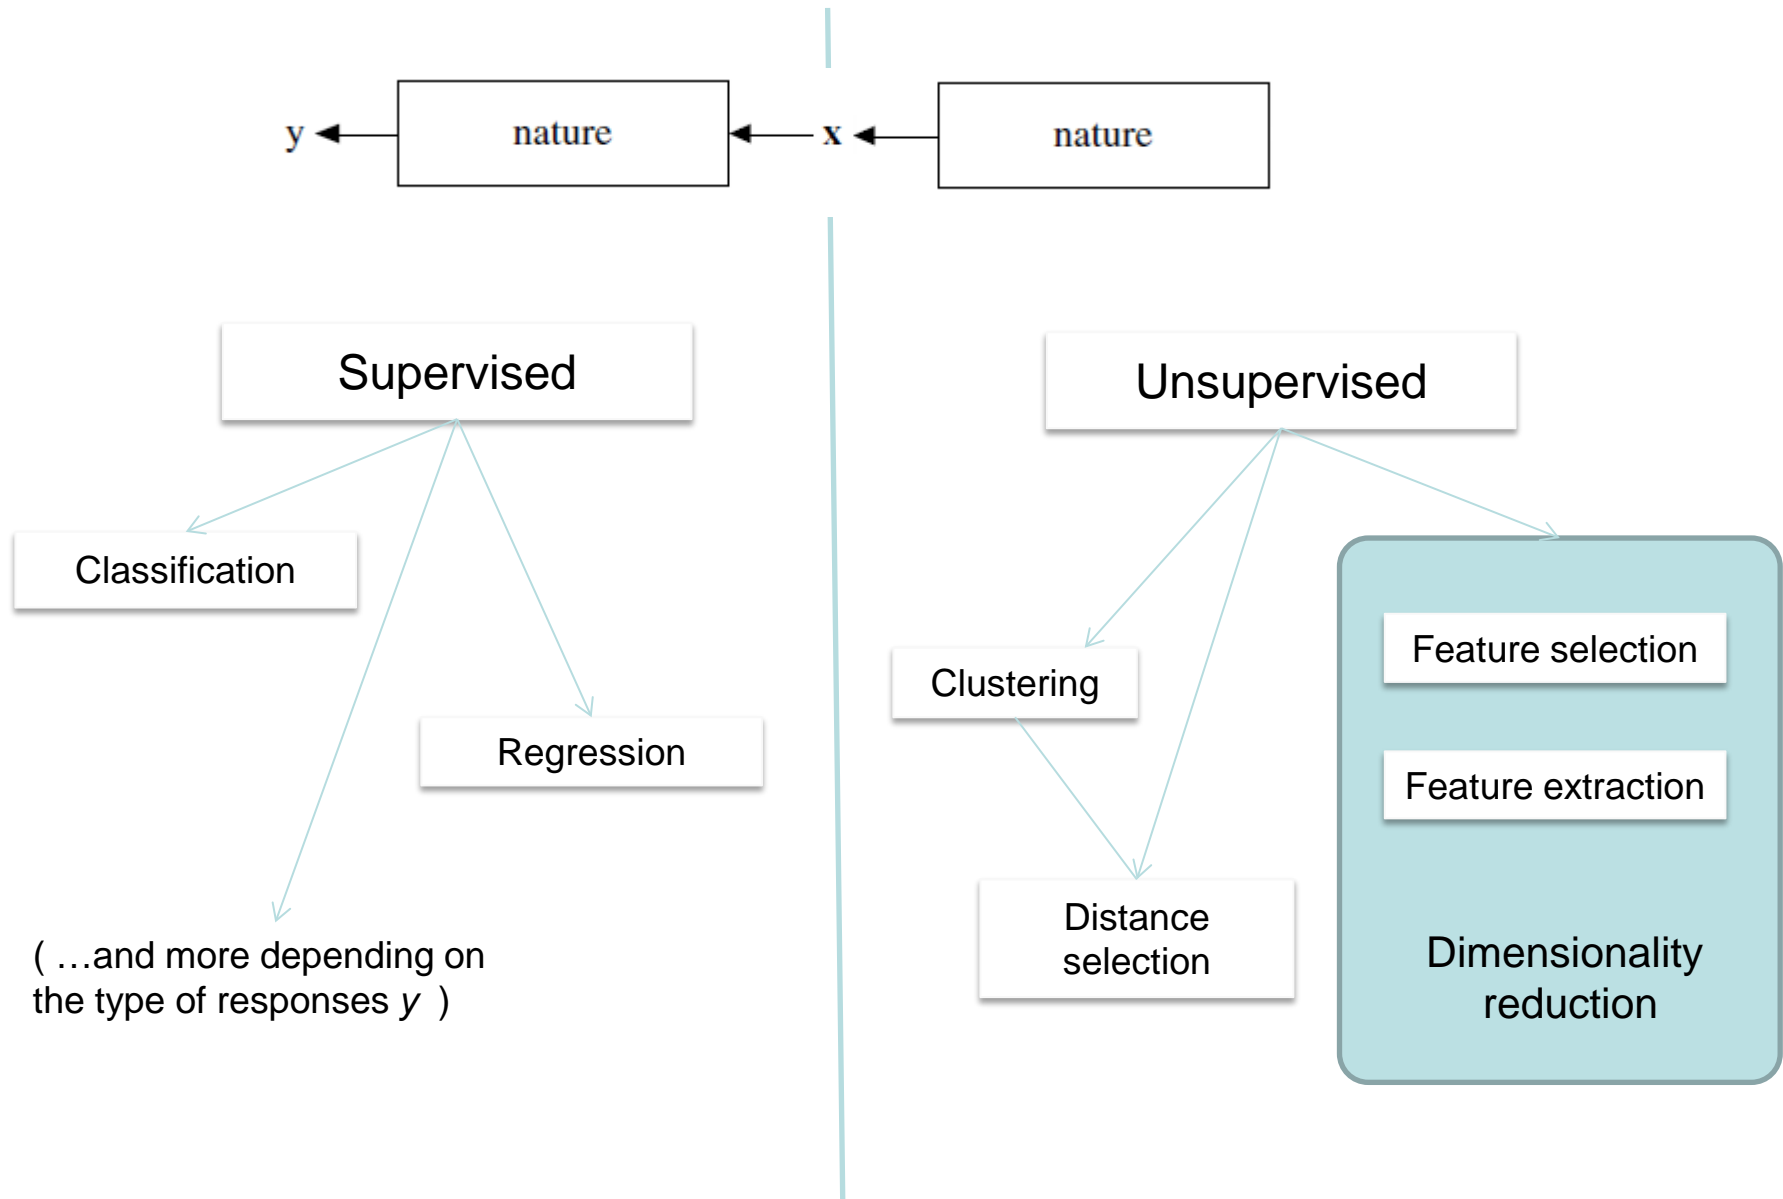 y nature x nature
Supervised
Unsupervised
Classification
Regression
( …and more depending on
the type of responses y )
Clustering
Distance
selection
Feature selection
Feature extraction
Dimensionality
reduction